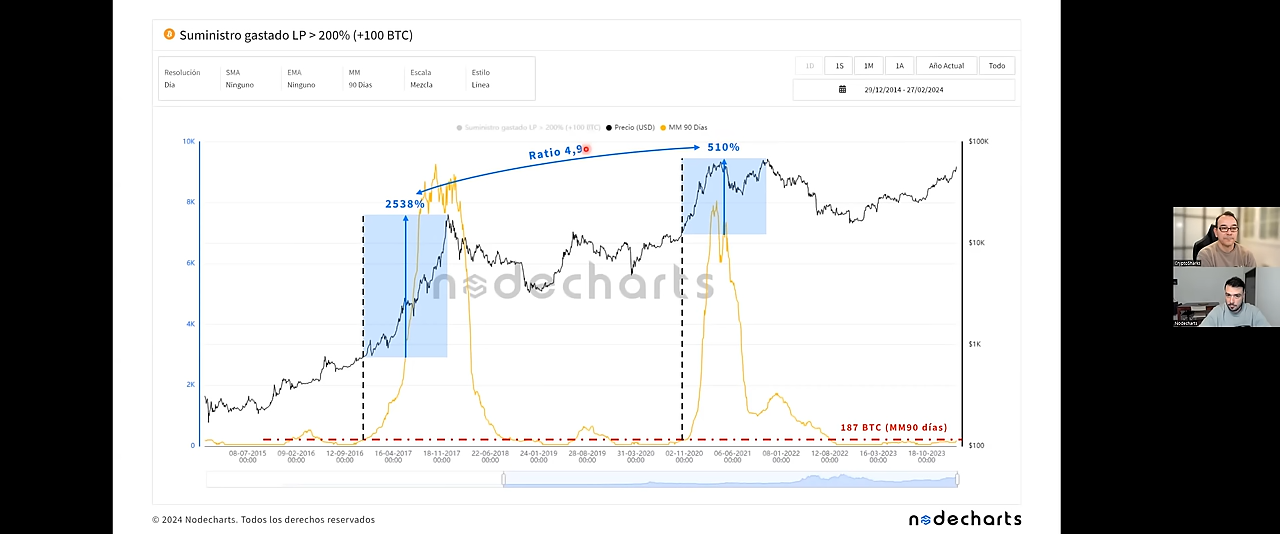 Suministro gastado LP > 200% (+100 BTC)
Resolución SMA EMA MM Escala Estilo
Día Ninguno Ninguno 90 Días Mezcla Linea
1D 1S 1M 1A Año Actual Todo
29/12/2014 - 27/02/2024
Suministro gastado LP > 200% (+100 BTC) Precio (USD) MM 90 Días
10K
8K
6K
4K
2K
0
$100K
$10K
$1K
$100
Ratio 4,9
510%
2538%
nodecharts
187 BTC (MM90 días)
08-07-2015 09-02-2016 12-09-2016 16-04-2017 18-11-2017 22-06-2018 24-01-2019 28-08-2019 31-03-2020 02-11-2020 06-06-2021 08-01-2022 12-08-2022 16-03-2023 18-10-2023
00:00 00:00 00:00 00:00 00:00 00:00 00:00 00:00 00:00 00:00 00:00 00:00 00:00 00:00 00:00
© 2024 Nodecharts. Todos los derechos reservados
nodecharts
CryptoSharks
Nodecharts